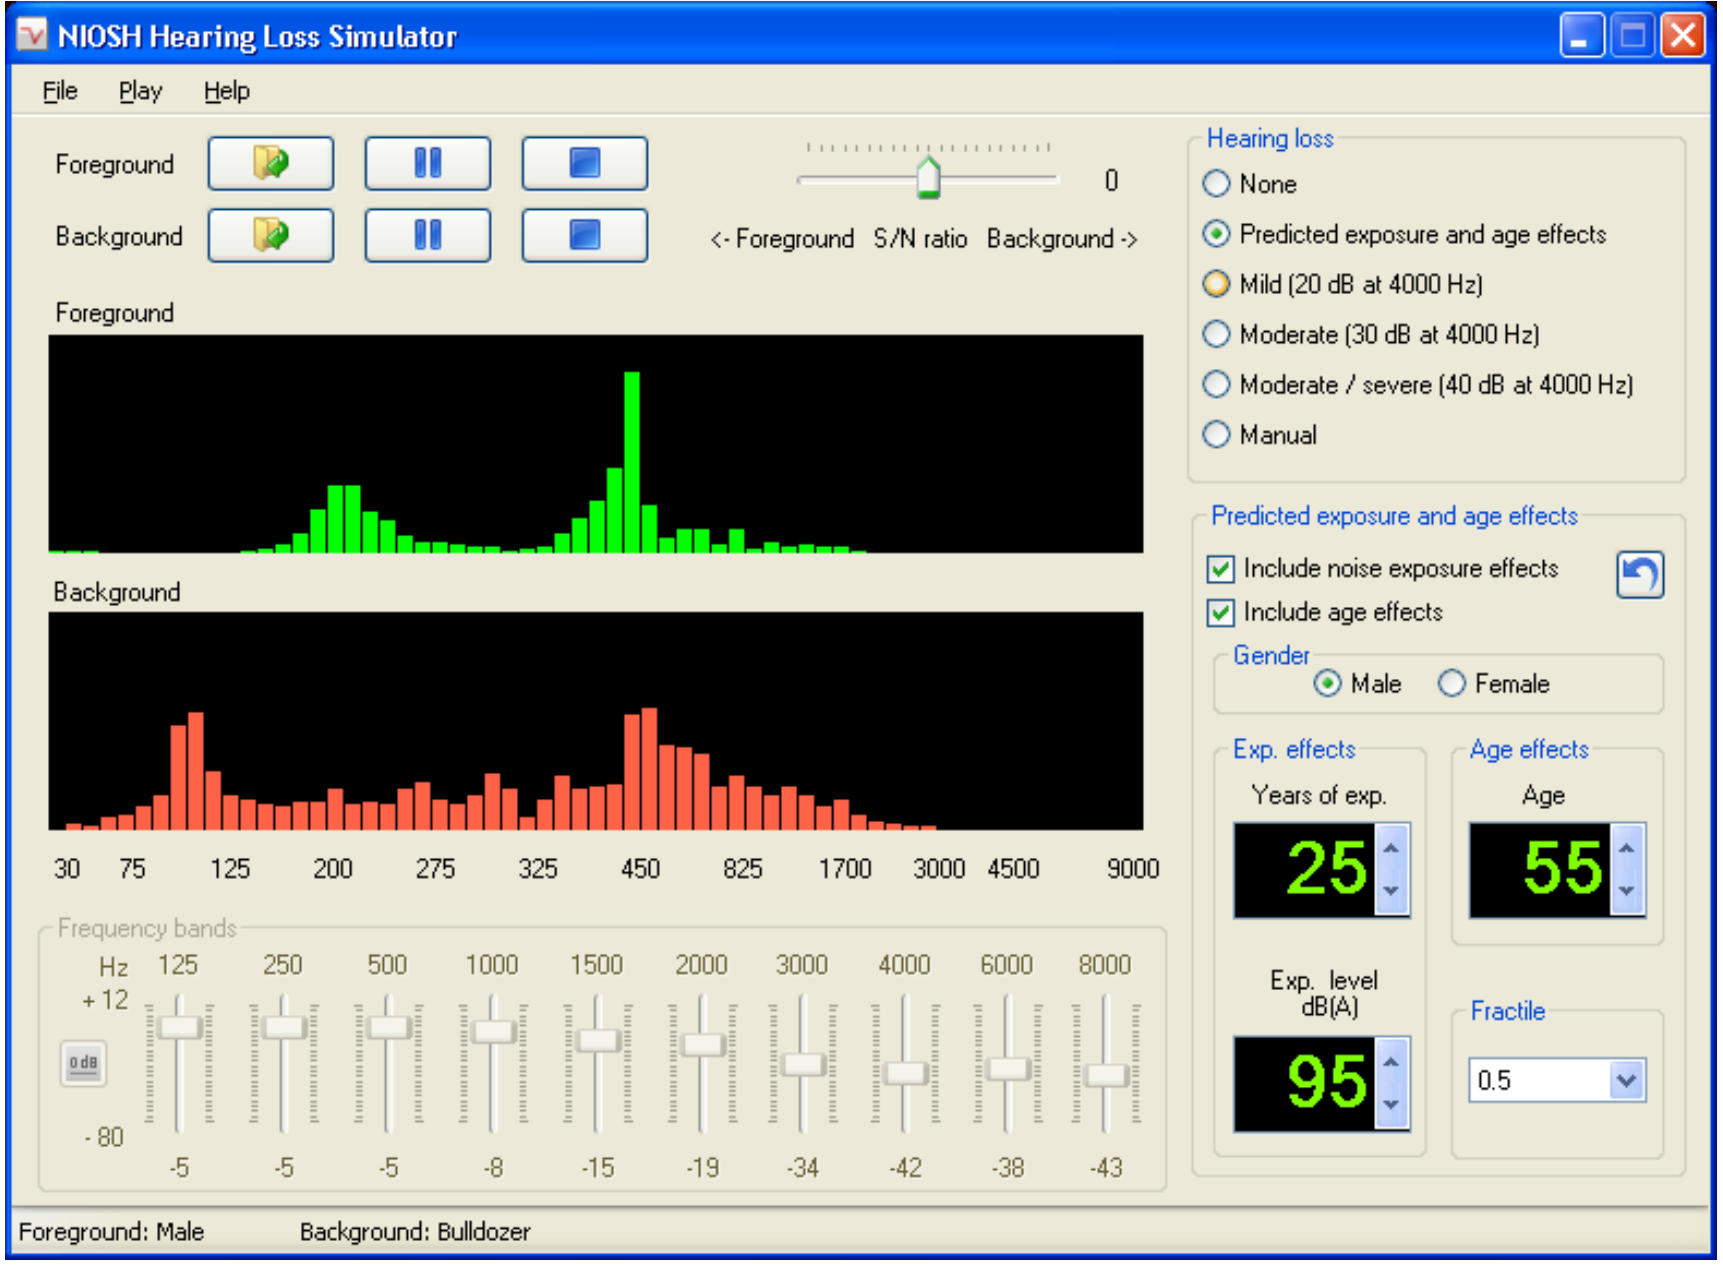 NIOSH Hearing Loss Simulator
File Play Help
Foreground
Background
0
<- Foreground S/N ratio Background ->
Foreground
Background
30 75 125 200 275 325 450 825 1700 3000 4500 9000
Frequency bands
Hz 125 250 500 1000 1500 2000 3000 4000 6000 8000
+ 12
0 dB
- 80
-5 -5 -5 -8 -15 -19 -34 -42 -38 -43
Hearing loss
None
Predicted exposure and age effects
Mild (20 dB at 4000 Hz)
Moderate (30 dB at 4000 Hz)
Moderate / severe (40 dB at 4000 Hz)
Manual
Predicted exposure and age effects
Include noise exposure effects
Include age effects
Gender
Male Female
Exp. effects
Years of exp.
25
Exp. level
dB(A)
95
Age effects
Age
55
Fractile
0.5
Foreground: Male Background: Bulldozer